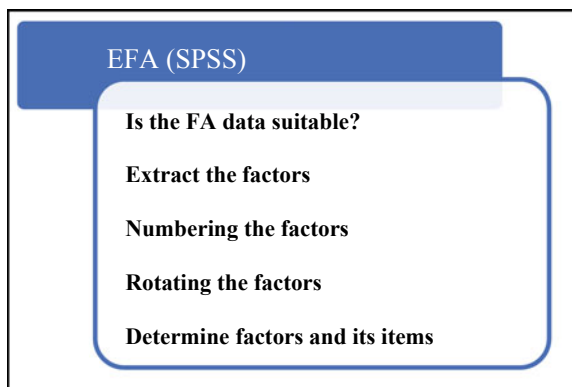 EFA (SPSS)
Is the FA data suitable?
Extract the factors
Numbering the factors
Rotating the factors
Determine factors and its items